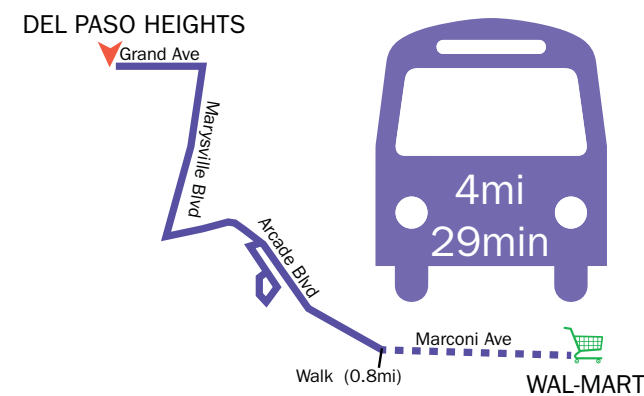 DEL PASO HEIGHTS
Grand Ave
Marysville Blvd
Arcade Blvd
4mi
29min
Marconi Ave
Walk (0.8mi)
WAL-MART